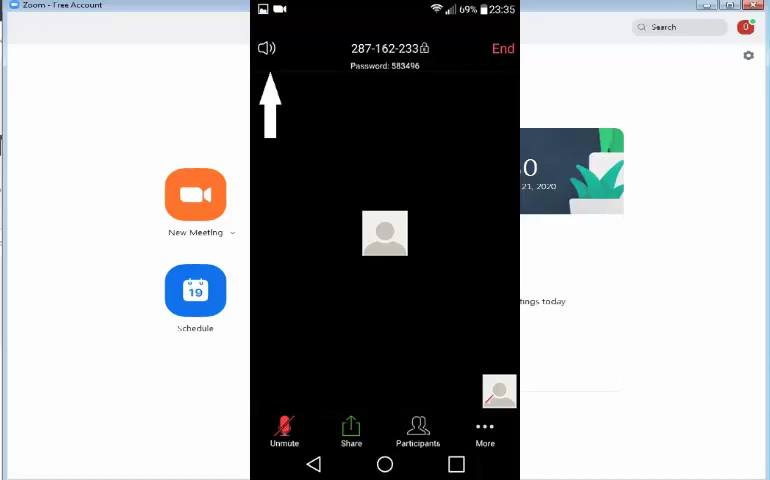 Zoom - Free Account
69% 23:35
287-162-233
End
Password: 583496
Search
21, 2020
New Meeting
19
Schedule
tings today
Unmute
Share
Participants
More